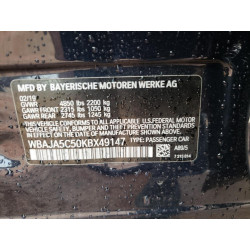 MFD BY BAYERISCHE MOTOREN WERKE AG
02/19
GVWR 4850 lbs 2200 kg
GAWR FRONT 2315 lbs 1050 kg
GAWR REAR 2745 lbs 1245 kg
THIS VEHICLE CONFORMS TO ALL APPLICABLE U.S. FEDERAL MOTOR
VEHICLE SAFETY, BUMPER, AND THEFT PREVENTION STANDARDS
IN EFFECT ON THE DATE OF MANUFACTURE SHOWN ABOVE.
WBAJA5C50KBX49147
TYPE: PASSENGER CAR
A89/5